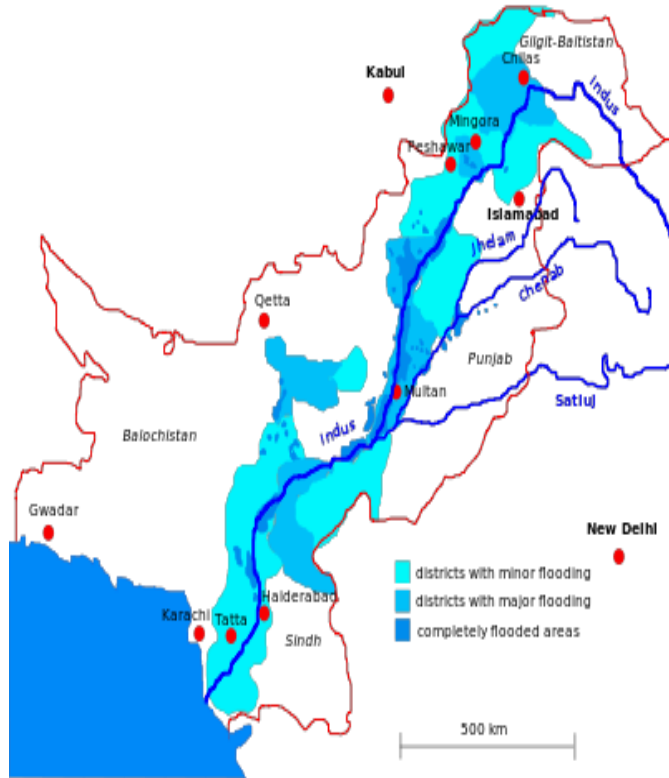 Gilgit-Baltistan
Chilas
Kabul
Indus
Mingora
Peshawar
Islamabad
Jhelam
Chenab
Qetta
Punjab
Multan
Satluj
Indus
Balochistan
Gwadar
New Delhi
districts with minor flooding
Haiderabad
districts with major flooding
Karachi
Tatta
completely flooded areas
Sindh
500 km